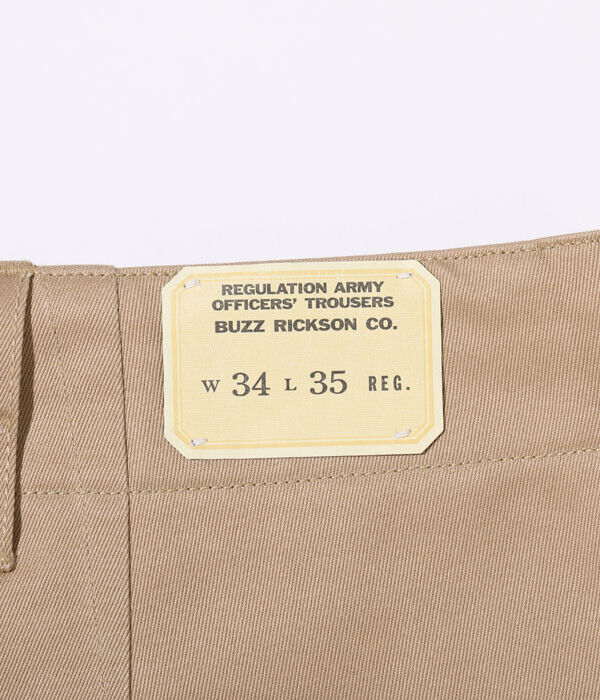 REGULATION ARMY
OFFICERS' TROUSERS
BUZZ RICKSON CO.
W 34 L 35 REG.